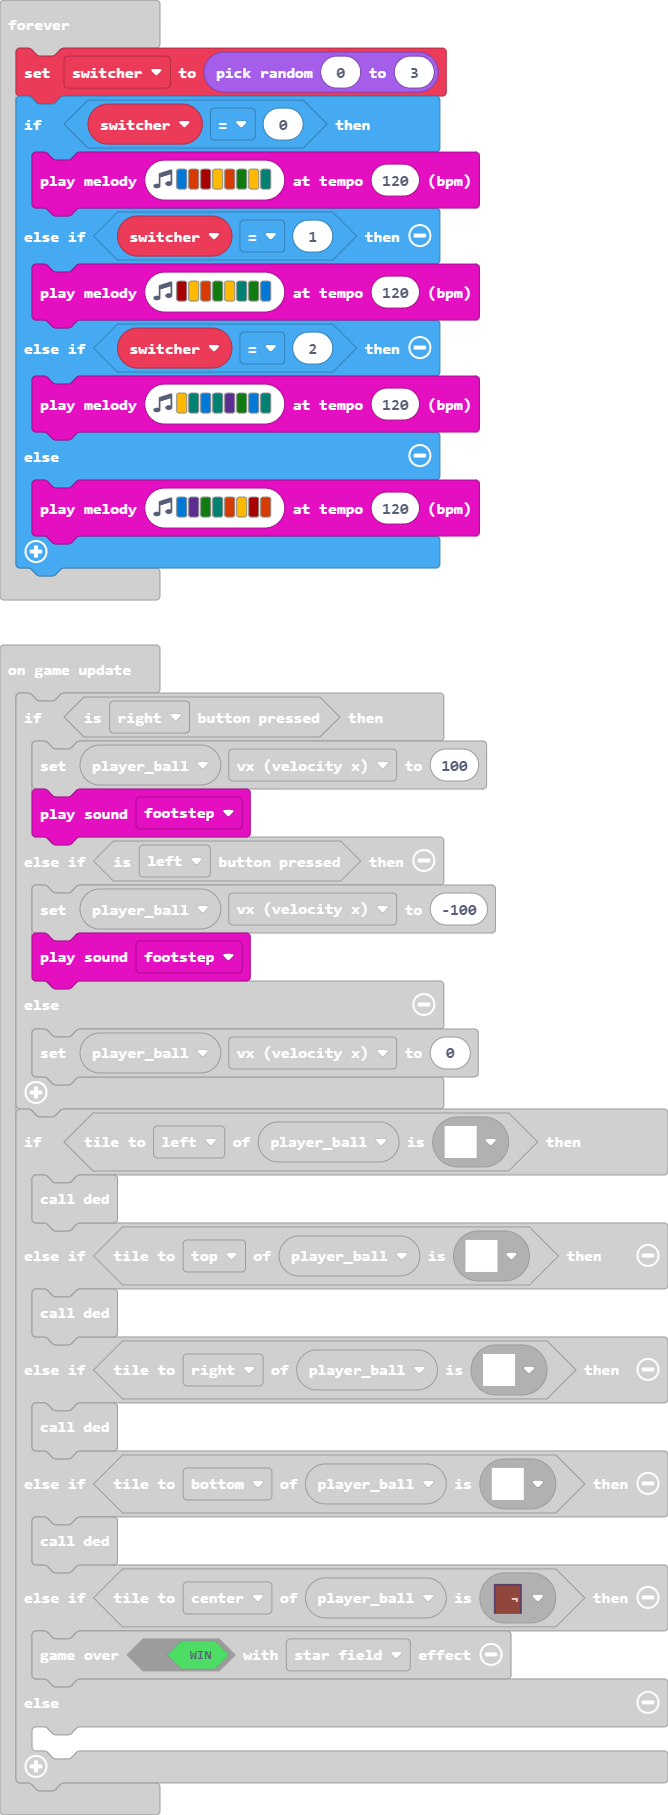 forever
set switcher to pick random 0 to 3
if switcher = 0 then
play melody at tempo 120 (bpm)
else if switcher = 1 then
play melody at tempo 120 (bpm)
else if switcher = 2 then
play melody at tempo 120 (bpm)
else
play melody at tempo 120 (bpm)
on game update
if is right button pressed then
set player_ball vx (velocity x) to 100
play sound footstep
else if is left button pressed then
set player_ball vx (velocity x) to -100
play sound footstep
else
set player_ball vx (velocity x) to 0
if tile to left of player_ball is then
call ded
else if tile to top of player_ball is then
call ded
else if tile to right of player_ball is then
call ded
else if tile to bottom of player_ball is then
call ded
else if tile to center of player_ball is then
game over WIN with star field effect
else